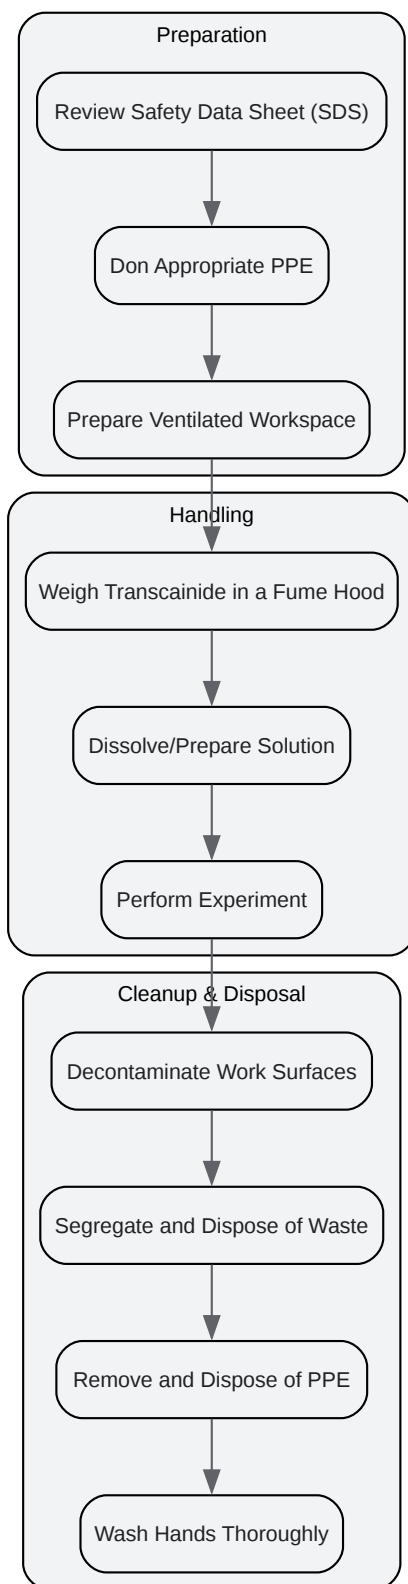 Preparation
Review Safety Data Sheet (SDS)
Don Appropriate PPE
Prepare Ventilated Workspace
Handling
Weigh Transcainide in a Fume Hood
Dissolve/Prepare Solution
Perform Experiment
Cleanup & Disposal
Decontaminate Work Surfaces
Segregate and Dispose of Waste
Remove and Dispose of PPE
Wash Hands Thoroughly